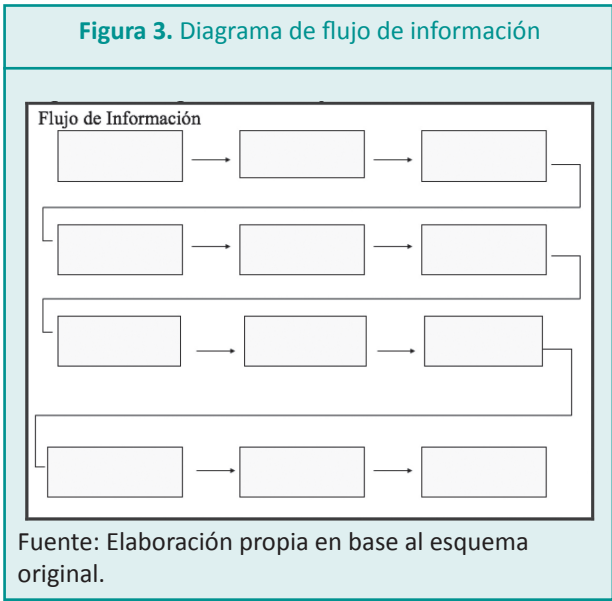 Figura 3. Diagrama de flujo de información
Flujo de Información
Fuente: Elaboración propia en base al esquema
original.